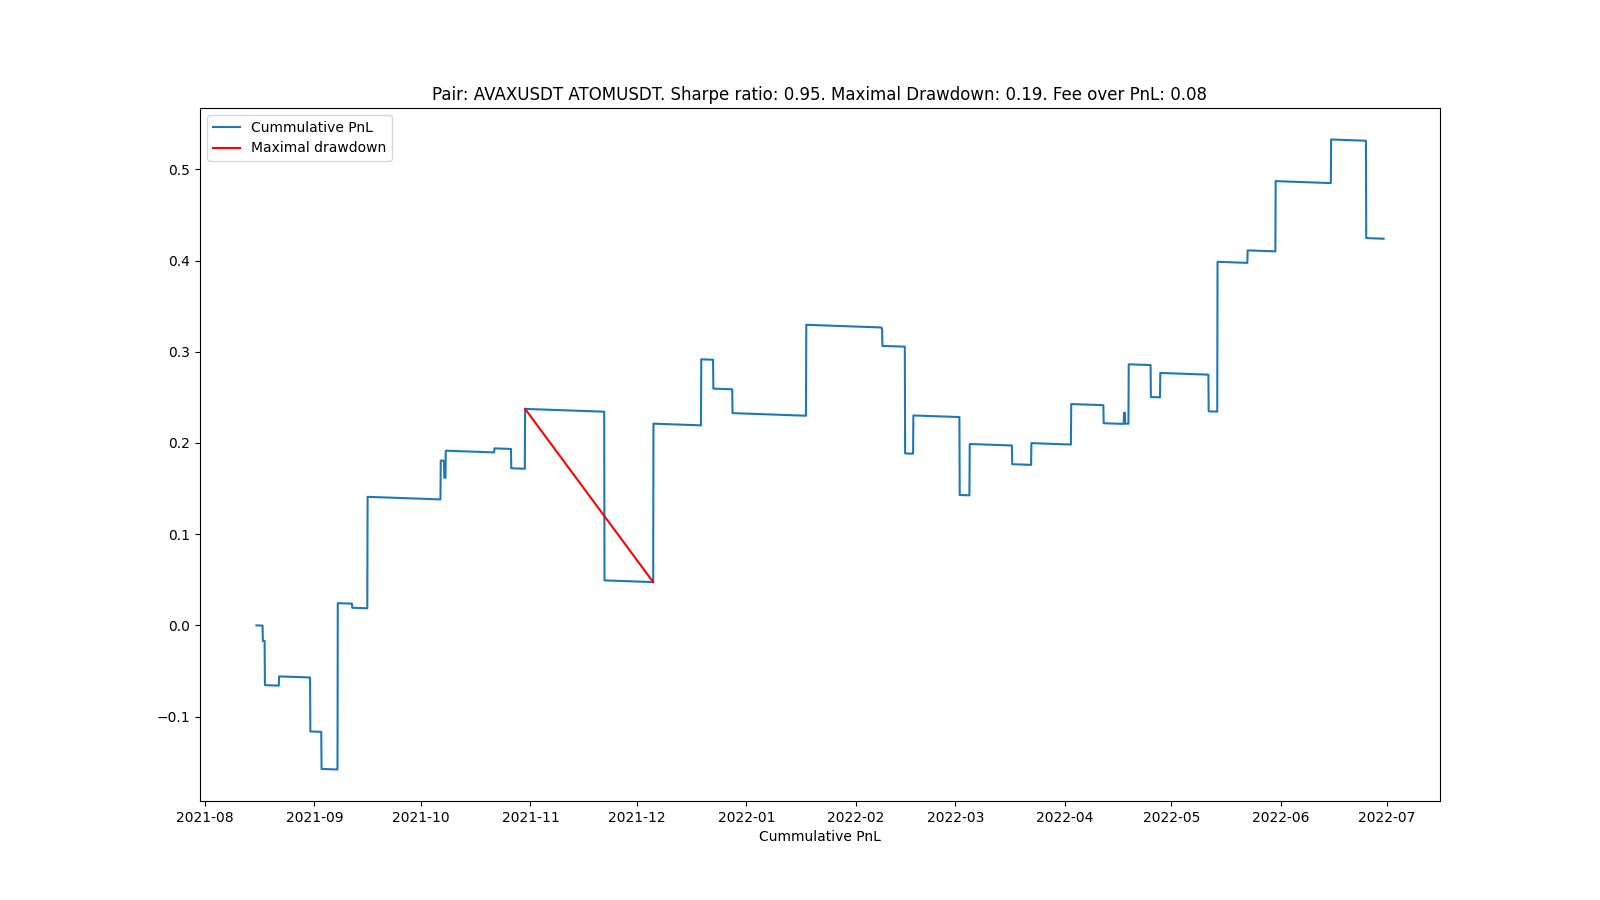 Pair: AVAXUSDT ATOMUSDT. Sharpe ratio: 0.95. Maximal Drawdown: 0.19. Fee over PnL: 0.08
Cummulative PnL
Maximal drawdown
0.5
0.4
0.3
0.2
0.1
0.0
−0.1
2021-08 2021-09 2021-10 2021-11 2021-12 2022-01 2022-02 2022-03 2022-04 2022-05 2022-06 2022-07
Cummulative PnL